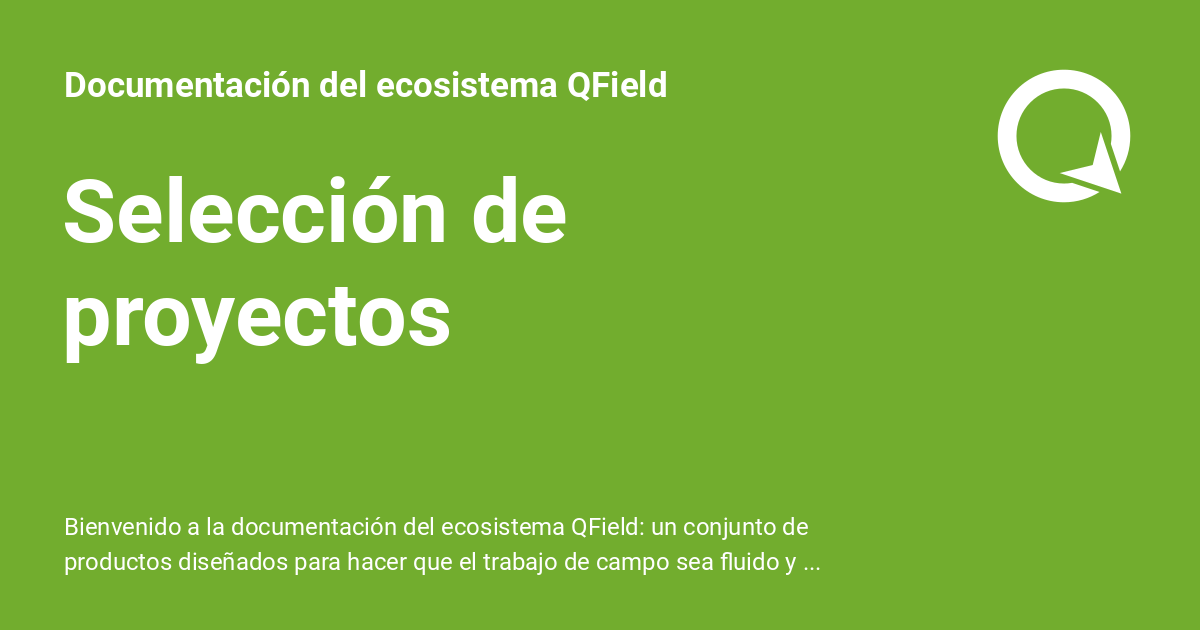 Documentación del ecosistema QField
Selección de
proyectos
Bienvenido a la documentación del ecosistema QField: un conjunto de
productos diseñados para hacer que el trabajo de campo sea fluido y ...